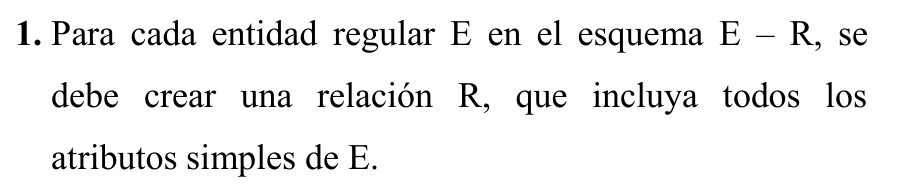 1. Para cada entidad regular E en el esquema E – R, se
debe crear una relación R, que incluya todos los
atributos simples de E.